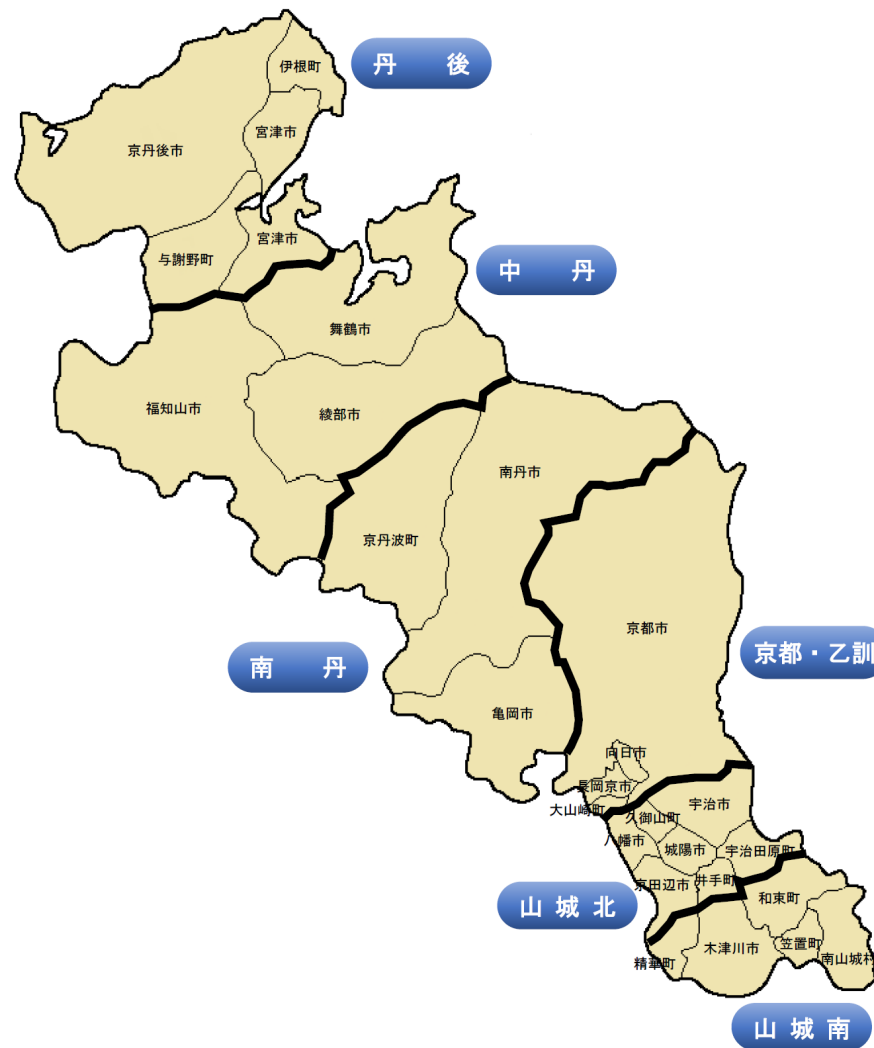 伊根町
丹　後
宮津市
京丹後市
宮津市
与謝野町
中　丹
舞鶴市
福知山市
綾部市
南丹市
京丹波町
京都市
京都・乙訓
南　丹
亀岡市
向日市
長岡京市
大山崎町
宇治市
久御山町
八幡市
城陽市
宇治田原町
京田辺市
井手町
和束町
山 城 北
木津川市
笠置町
南山城村
精華町
山 城 南